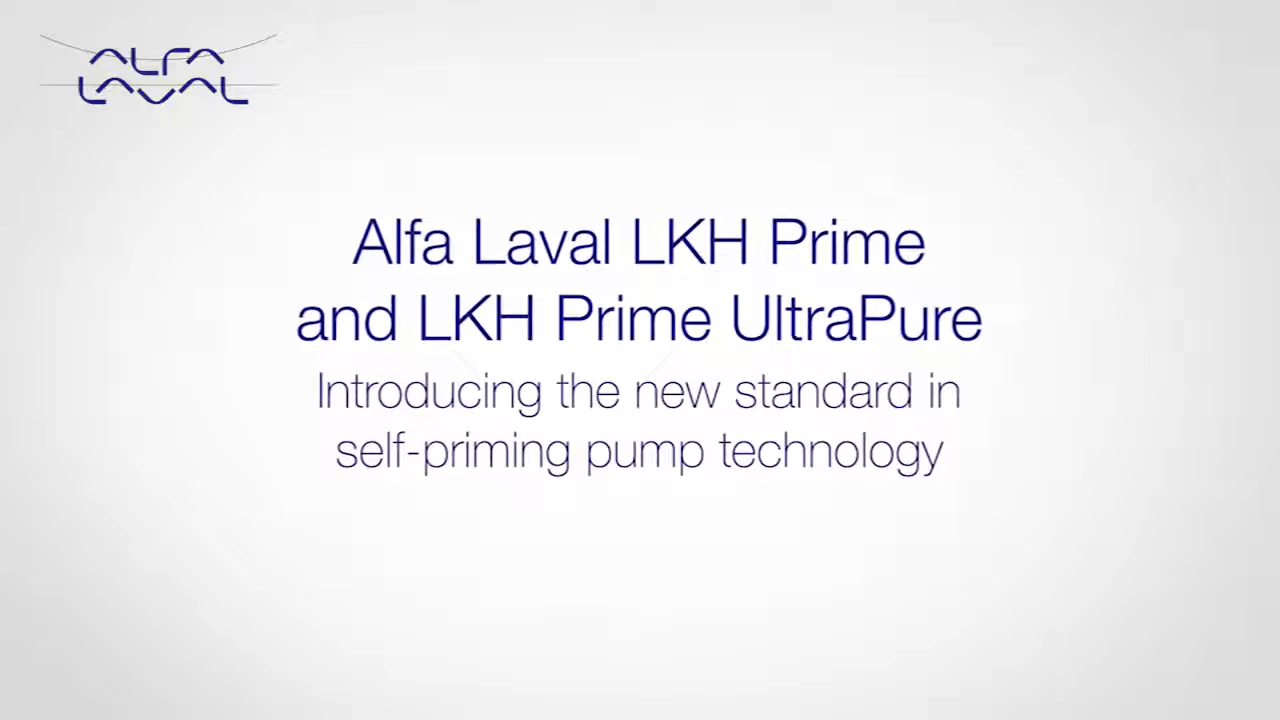 ALFA
LAVAL
Alfa Laval LKH Prime
and LKH Prime UltraPure
Introducing the new standard in
self-priming pump technology